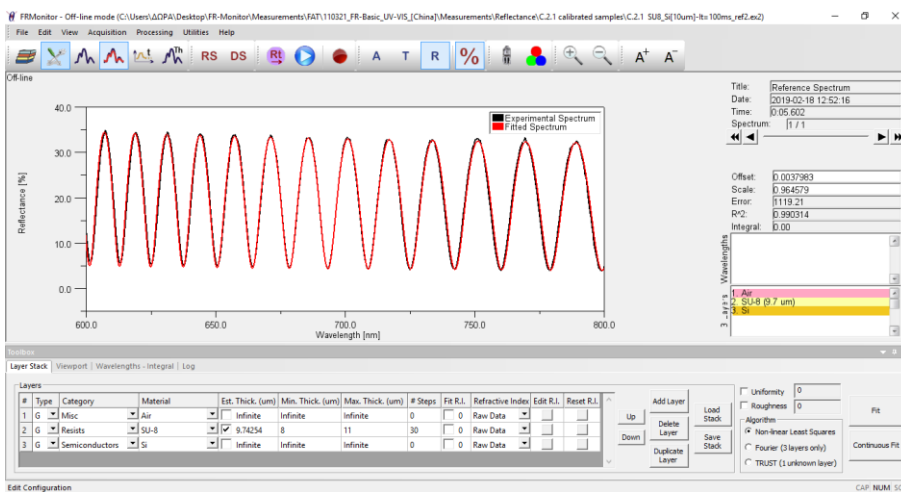 FRMonitor - Off-line mode (C:\Users\ΔΩΡΑ\Desktop\FR-Monitor\Measurements\FAT\110321_FR-Basic_UV-VIS_[China]\Measurements\Reflectance\C.2.1 calibrated samples\C.2.1 SU8_Si[10um]-It= 100ms_ref2.ex2)
File Edit View Acquisition Processing Utilities Help
Th RS DS Rt A T R % A+ A-
Off-line
Title: Reference Spectrum
Date: 2019-02-18 12:52:16
Time: 0:05.602
Spectrum: 1 / 1
Offset: 0.0037983
Scale: 0.964579
Error: 1119.21
R^2: 0.990314
Integral: 0.00
Wavelengths
1. Air
2. SU-8 (9.7 um)
3. Si
Experimental Spectrum
Fitted Spectrum
40.0
30.0
20.0
10.0
0.0
Reflectance [%]
600.0 650.0 700.0 750.0 800.0
Wavelength [nm]
Toolbox
Layer Stack | Viewport | Wavelengths - Integral | Log
Layers
# Type Category Material Est. Thick. (um) Min. Thick. (um) Max. Thick. (um) # Steps Fit R.I. Refractive Index Edit R.I. Reset R.I.
1 G Misc Air Infinite Infinite Infinite 0 0 Raw Data
2 G Resists SU-8 9.74254 8 11 30 0 Raw Data
3 G Semiconductors Si Infinite Infinite Infinite 0 0 Raw Data
Up
Down
Add Layer
Delete Layer
Duplicate Layer
Load Stack
Save Stack
Uniformity 0
Roughness 0
Algorithm
Non-linear Least Squares
Fourier (3 layers only)
TRUST (1 unknown layer)
Fit
Continuous Fit
Edit Configuration
CAP NUM